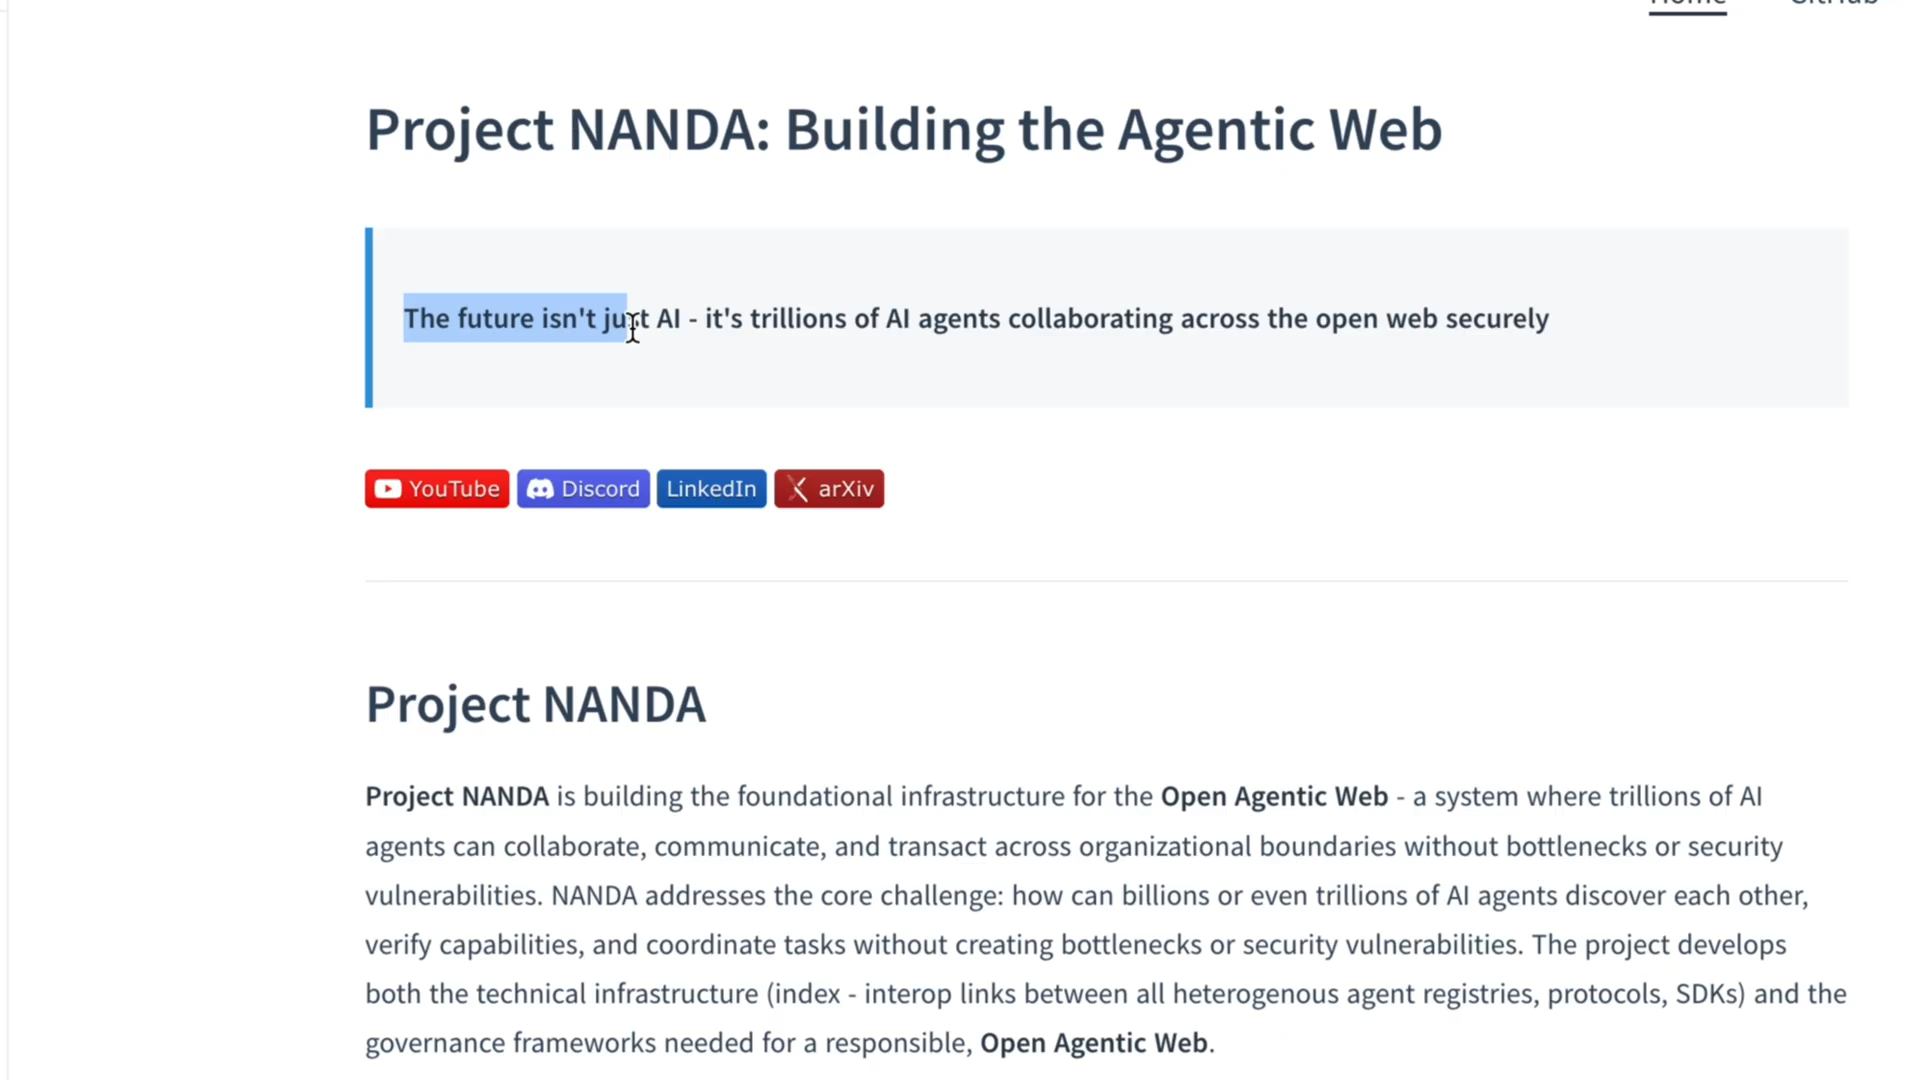 Home GitHub
Project NANDA: Building the Agentic Web
The future isn't just AI - it's trillions of AI agents collaborating across the open web securely
YouTube Discord LinkedIn arXiv
Project NANDA
Project NANDA is building the foundational infrastructure for the Open Agentic Web - a system where trillions of AI
agents can collaborate, communicate, and transact across organizational boundaries without bottlenecks or security
vulnerabilities. NANDA addresses the core challenge: how can billions or even trillions of AI agents discover each other,
verify capabilities, and coordinate tasks without creating bottlenecks or security vulnerabilities. The project develops
both the technical infrastructure (index - interop links between all heterogenous agent registries, protocols, SDKs) and the
governance frameworks needed for a responsible, Open Agentic Web.